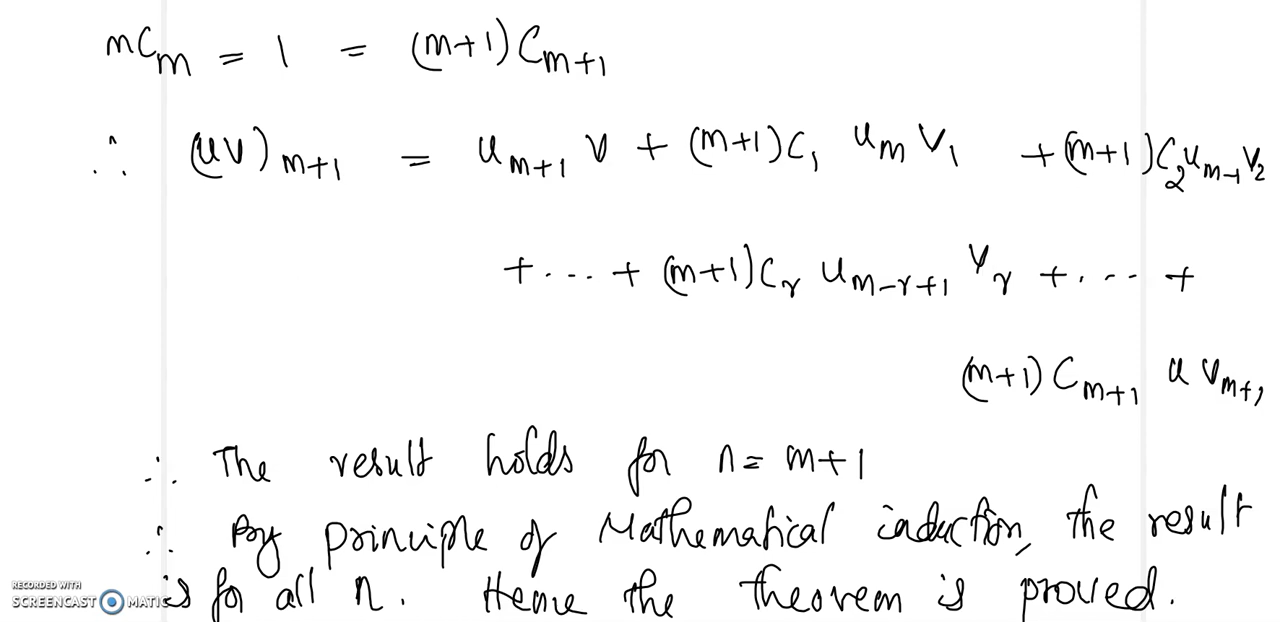 mCₘ = 1 = (m+1)Cₘ₊₁
∴ (uv)ₘ₊₁ = uₘ₊₁ v + (m+1)C₁ uₘ v₁ + (m+1)C₂ uₘ₋₁ v₂
+ .... + (m+1)Cᵣ uₘ₋ᵣ₊₁ vᵣ + .... +
(m+1)Cₘ₊₁ u vₘ₊₁
∴ The result holds for n = m+1
∴ By principle of Mathematical induction, the result
is for all n. Hence the theorem is proved.
RECORDED WITH
SCREENCAST MATIC